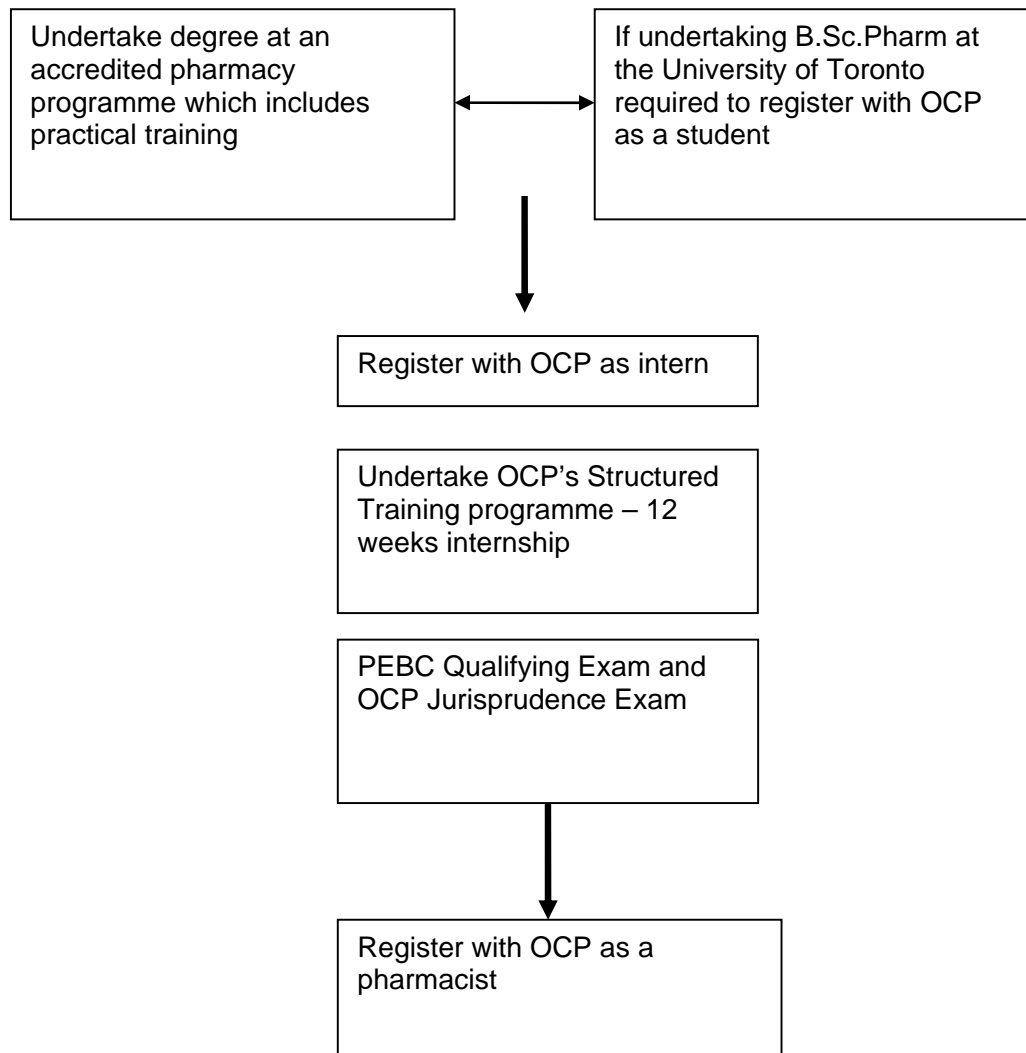 Undertake degree at an
accredited pharmacy
programme which includes
practical training
If undertaking B.Sc.Pharm at
the University of Toronto
required to register with OCP
as a student
Register with OCP as intern
Undertake OCP's Structured
Training programme – 12
weeks internship
PEBC Qualifying Exam and
OCP Jurisprudence Exam
Register with OCP as a
pharmacist